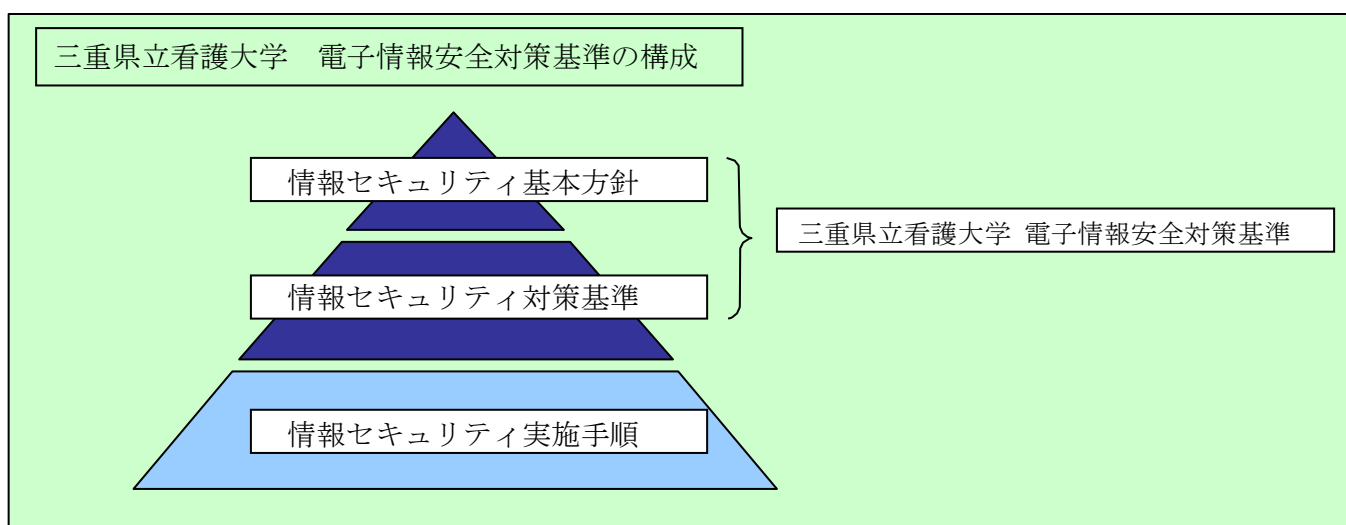 三重県立看護大学　電子情報安全対策基準の構成
情報セキュリティ基本方針
三重県立看護大学 電子情報安全対策基準
情報セキュリティ対策基準
情報セキュリティ実施手順